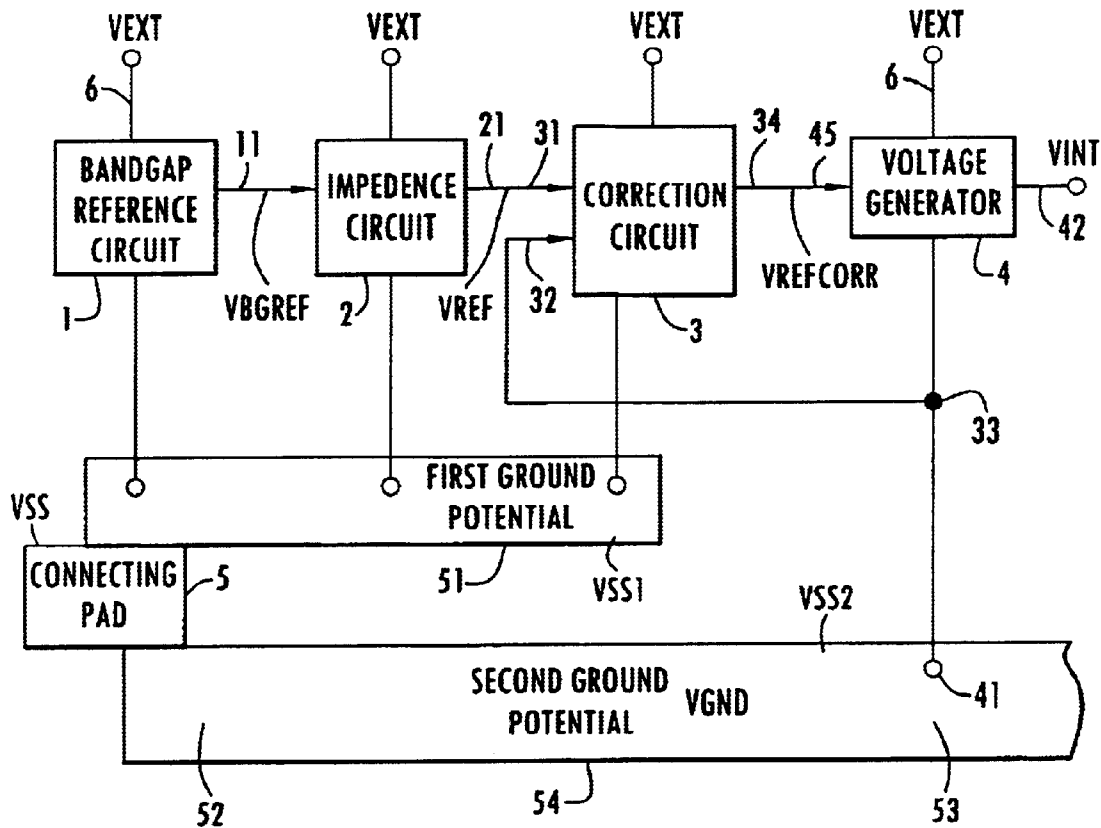 VEXT VEXT VEXT VEXT
6 6
11 21 31 34 45 VINT
BANDGAP
REFERENCE
CIRCUIT
IMPEDENCE
CIRCUIT
CORRECTION
CIRCUIT
VOLTAGE
GENERATOR
42
1 VBGREF 2 VREF 32 3 VREFCORR 4
33
FIRST GROUND
POTENTIAL
VSS
CONNECTING
PAD
5 51 VSS1 VSS2
SECOND GROUND
POTENTIAL
VGND 41
52 54 53